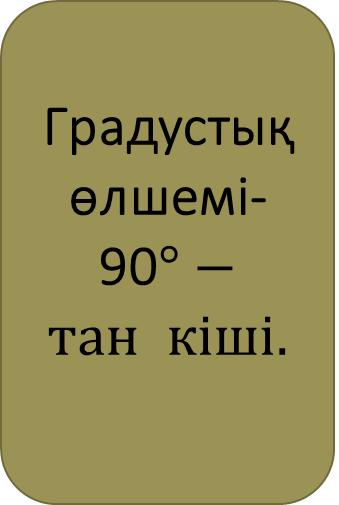 Градустық
өлшемі-
90° —
тан кіші.